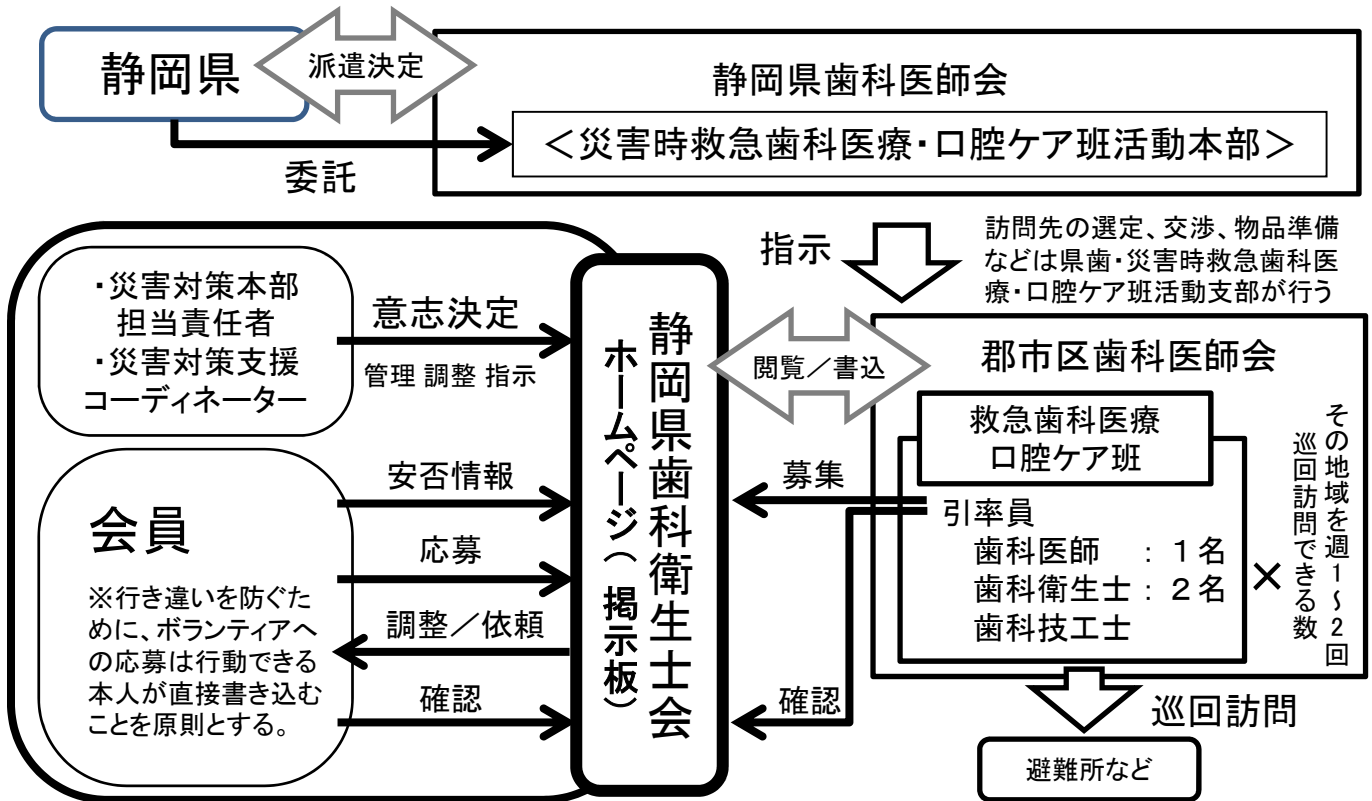 静岡県
派遣決定
静岡県歯科医師会
＜災害時救急歯科医療・口腔ケア班活動本部＞
委託
指示
訪問先の選定、交渉、物品準備
などは県歯・災害時救急歯科医
療・口腔ケア班活動支部が行う
・災害対策本部
担当責任者
・災害対策支援
コーディネーター
意志決定
管理 調整 指示
静岡県歯科衛生士会
ホームページ（掲示板）
閲覧／書込
郡市区歯科医師会
救急歯科医療
口腔ケア班
引率員
歯科医師　：１名
歯科衛生士：２名
歯科技工士
×
その地域を週1～2回
巡回訪問できる数
募集
確認
会員
※行き違いを防ぐた
めに、ボランティアへ
の応募は行動できる
本人が直接書き込む
ことを原則とする。
安否情報
応募
調整／依頼
確認
巡回訪問
避難所など